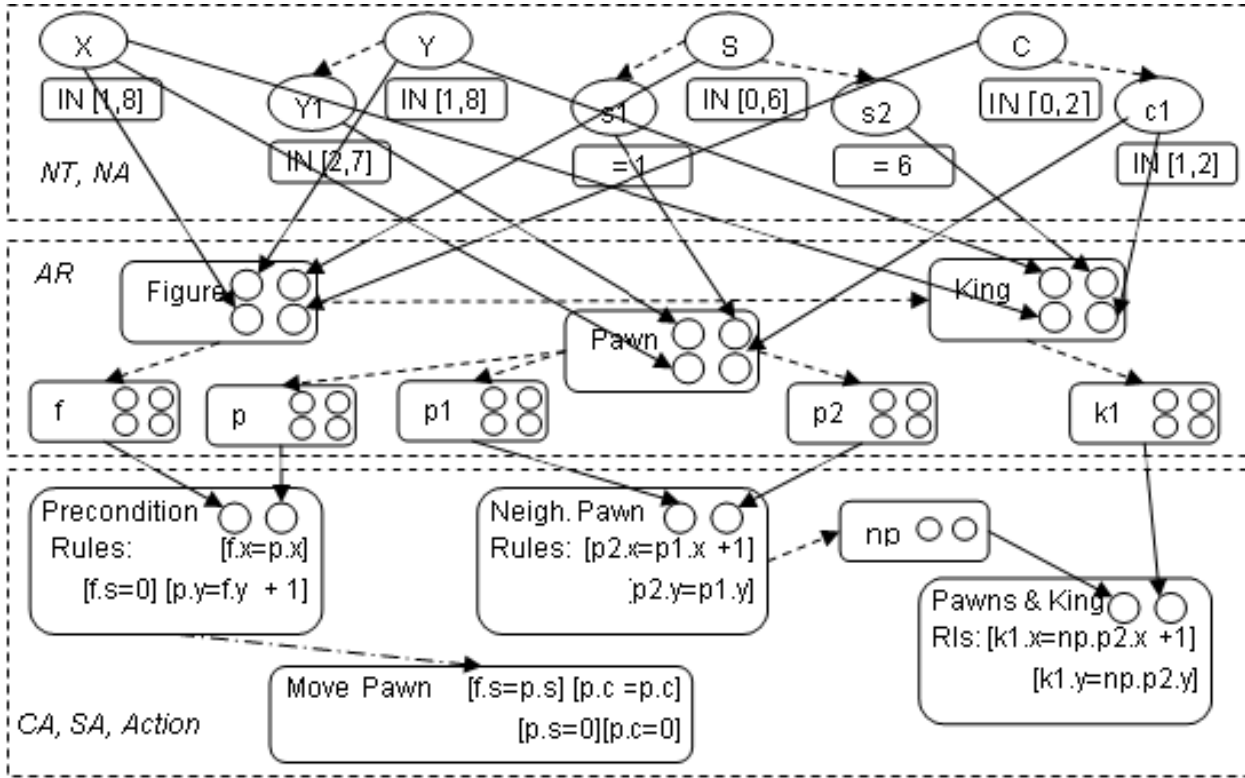 X
Y
S
C
IN [1,8]
Y1
IN [1,8]
s1
IN [0,6]
s2
IN [0,2]
c1
NT, NA
IN [2,7]
= 1
= 6
IN [1,2]
AR
Figure
King
Pawn
f
p
p1
p2
k1
Precondition
Rules: [f.x=p.x]
[f.s=0] [p.y=f.y + 1]
Neigh. Pawn
Rules: [p2.x=p1.x +1]
[p2.y=p1.y]
np
Pawns & King
Rls: [k1.x=np.p2.x +1]
[k1.y=np.p2.y]
Move Pawn [f.s=p.s] [p.c =p.c]
[p.s=0][p.c=0]
CA, SA, Action